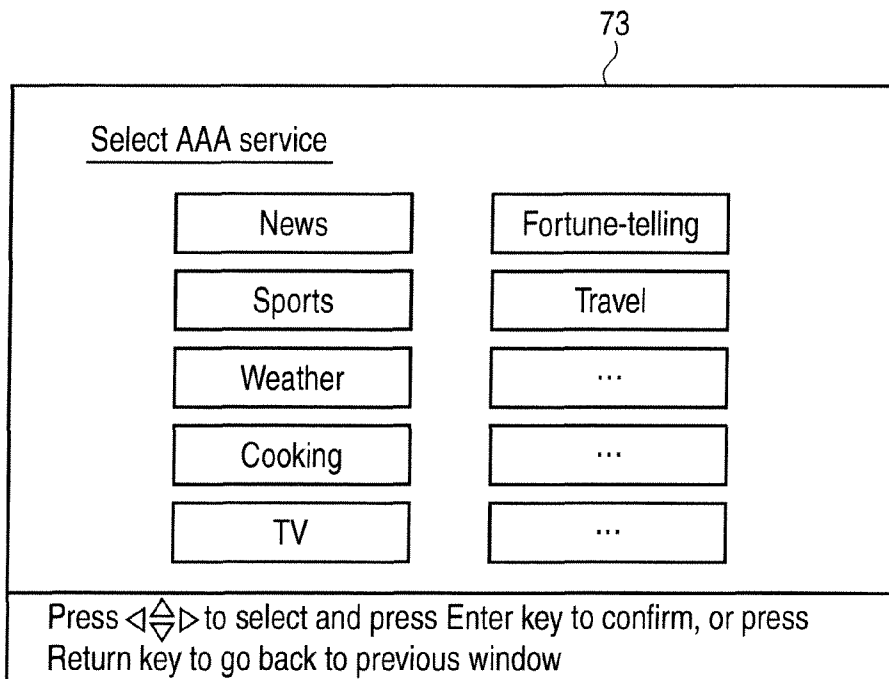 73
Select AAA service
News Fortune-telling
Sports Travel
Weather ...
Cooking ...
TV ...
Press ◁△▽▷ to select and press Enter key to confirm, or press
Return key to go back to previous window